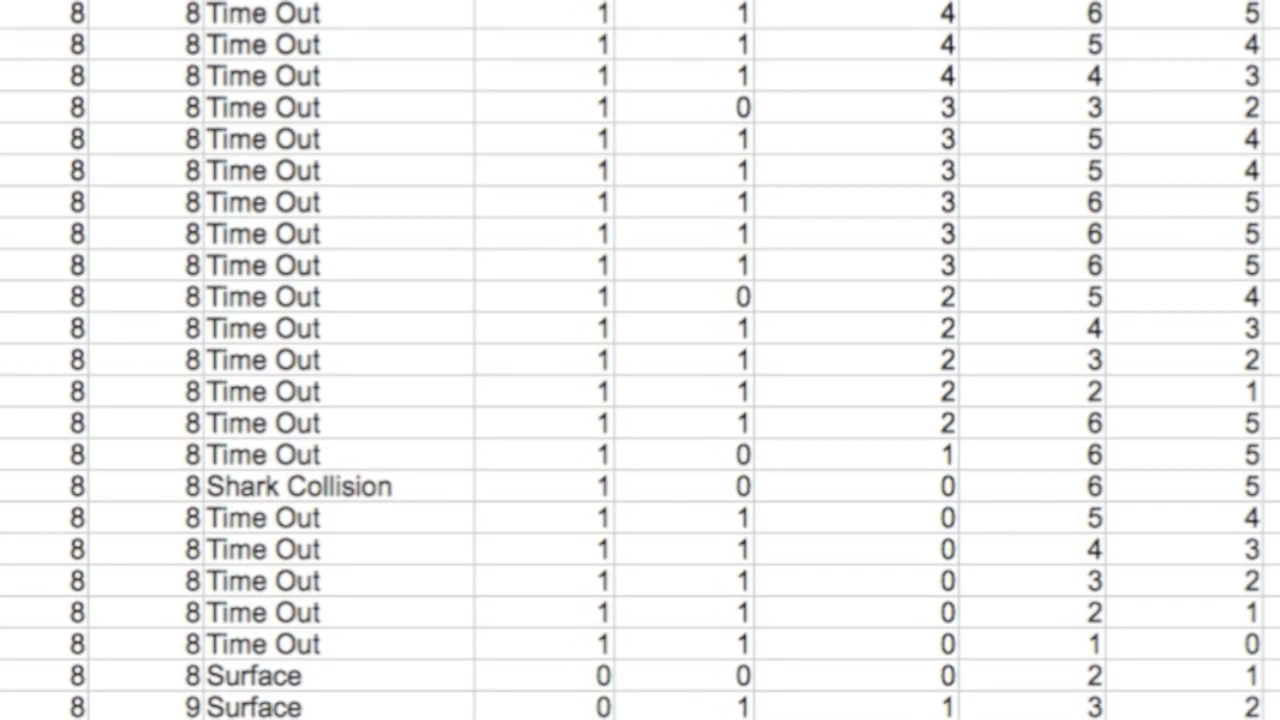 8 8 Time Out 1 1 4 6 5
8 8 Time Out 1 1 4 5 4
8 8 Time Out 1 1 4 4 3
8 8 Time Out 1 0 3 3 2
8 8 Time Out 1 1 3 5 4
8 8 Time Out 1 1 3 5 4
8 8 Time Out 1 1 3 6 5
8 8 Time Out 1 1 3 6 5
8 8 Time Out 1 1 3 6 5
8 8 Time Out 1 0 2 5 4
8 8 Time Out 1 1 2 4 3
8 8 Time Out 1 1 2 3 2
8 8 Time Out 1 1 2 2 1
8 8 Time Out 1 1 2 6 5
8 8 Time Out 1 0 1 6 5
8 8 Shark Collision 1 0 0 6 5
8 8 Time Out 1 1 0 5 4
8 8 Time Out 1 1 0 4 3
8 8 Time Out 1 1 0 3 2
8 8 Time Out 1 1 0 2 1
8 8 Time Out 1 1 0 1 0
8 8 Surface 0 0 0 2 1
8 9 Surface 0 1 1 3 2